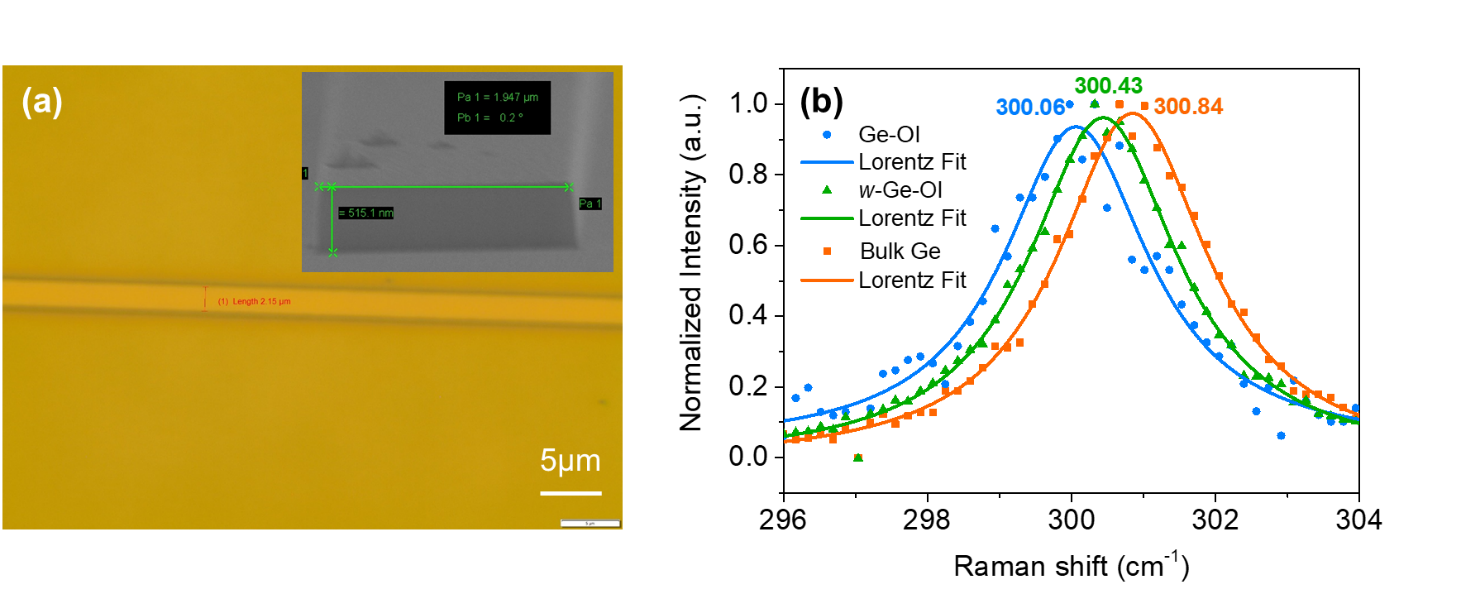 (a)
Pa 1 = 1.947 μm
Pb 1 = 0.2 °
1
Pa 1
= 515.1 nm
(1) Length 2.15 μm
5μm
5 μm
(b)
300.06
300.43
300.84
Ge-OI
Lorentz Fit
w-Ge-OI
Lorentz Fit
Bulk Ge
Lorentz Fit
Normalized Intensity (a.u.)
1.0
0.8
0.6
0.4
0.2
0.0
296
298
300
302
304
Raman shift (cm⁻¹)